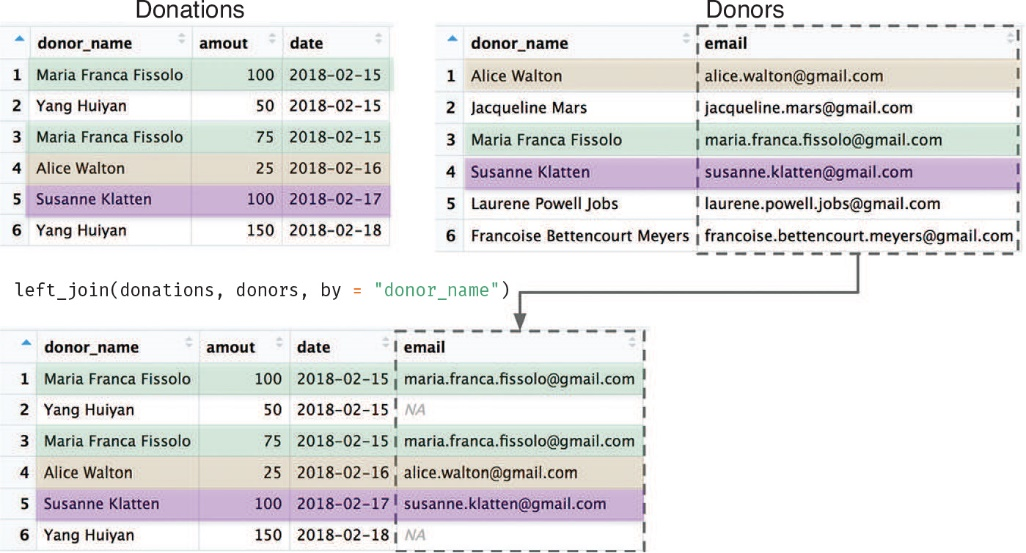 Donations
donor_name amout date
1 Maria Franca Fissolo 100 2018-02-15
2 Yang Huiyan 50 2018-02-15
3 Maria Franca Fissolo 75 2018-02-15
4 Alice Walton 25 2018-02-16
5 Susanne Klatten 100 2018-02-17
6 Yang Huiyan 150 2018-02-18
Donors
donor_name email
1 Alice Walton alice.walton@gmail.com
2 Jacqueline Mars jacqueline.mars@gmail.com
3 Maria Franca Fissolo maria.franca.fissolo@gmail.com
4 Susanne Klatten susanne.klatten@gmail.com
5 Laurene Powell Jobs laurene.powell.jobs@gmail.com
6 Francoise Bettencourt Meyers francoise.bettencourt.meyers@gmail.com
left_join(donations, donors, by = "donor_name")
donor_name amout date email
1 Maria Franca Fissolo 100 2018-02-15 maria.franca.fissolo@gmail.com
2 Yang Huiyan 50 2018-02-15 NA
3 Maria Franca Fissolo 75 2018-02-15 maria.franca.fissolo@gmail.com
4 Alice Walton 25 2018-02-16 alice.walton@gmail.com
5 Susanne Klatten 100 2018-02-17 susanne.klatten@gmail.com
6 Yang Huiyan 150 2018-02-18 NA